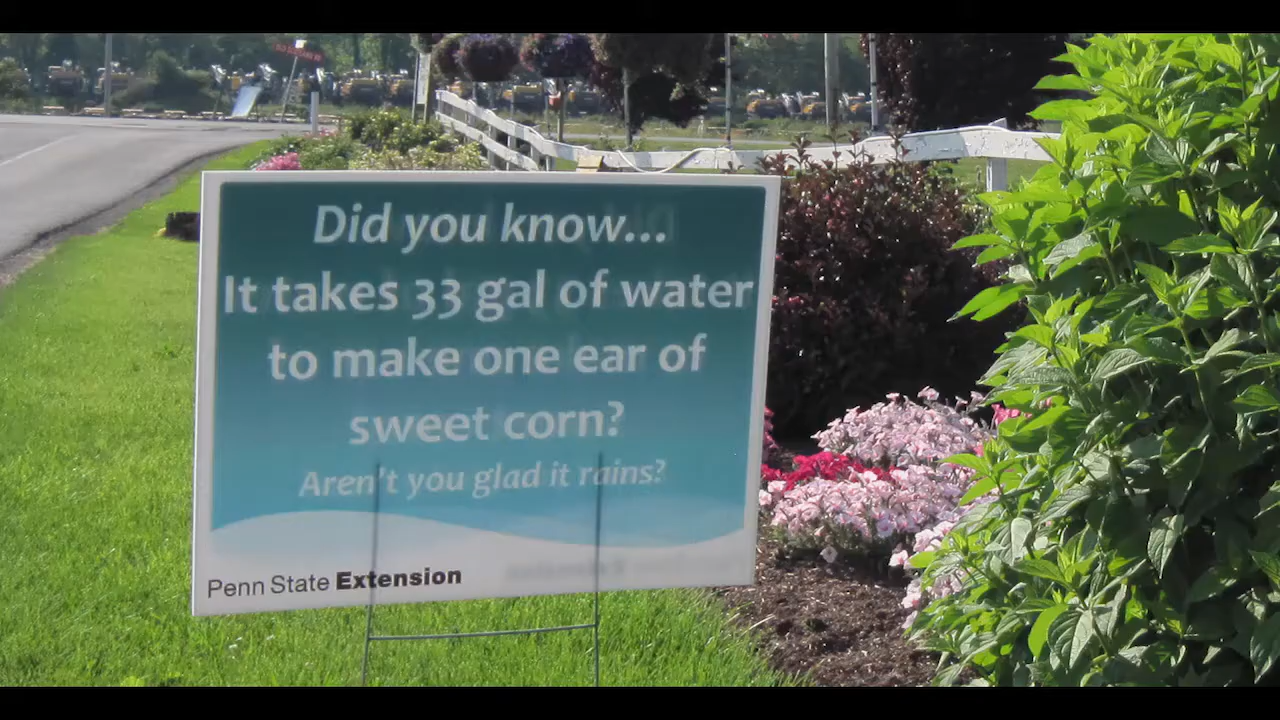 Did you know...
It takes 33 gal of water
to make one ear of
sweet corn?
Aren't you glad it rains?
Penn State Extension